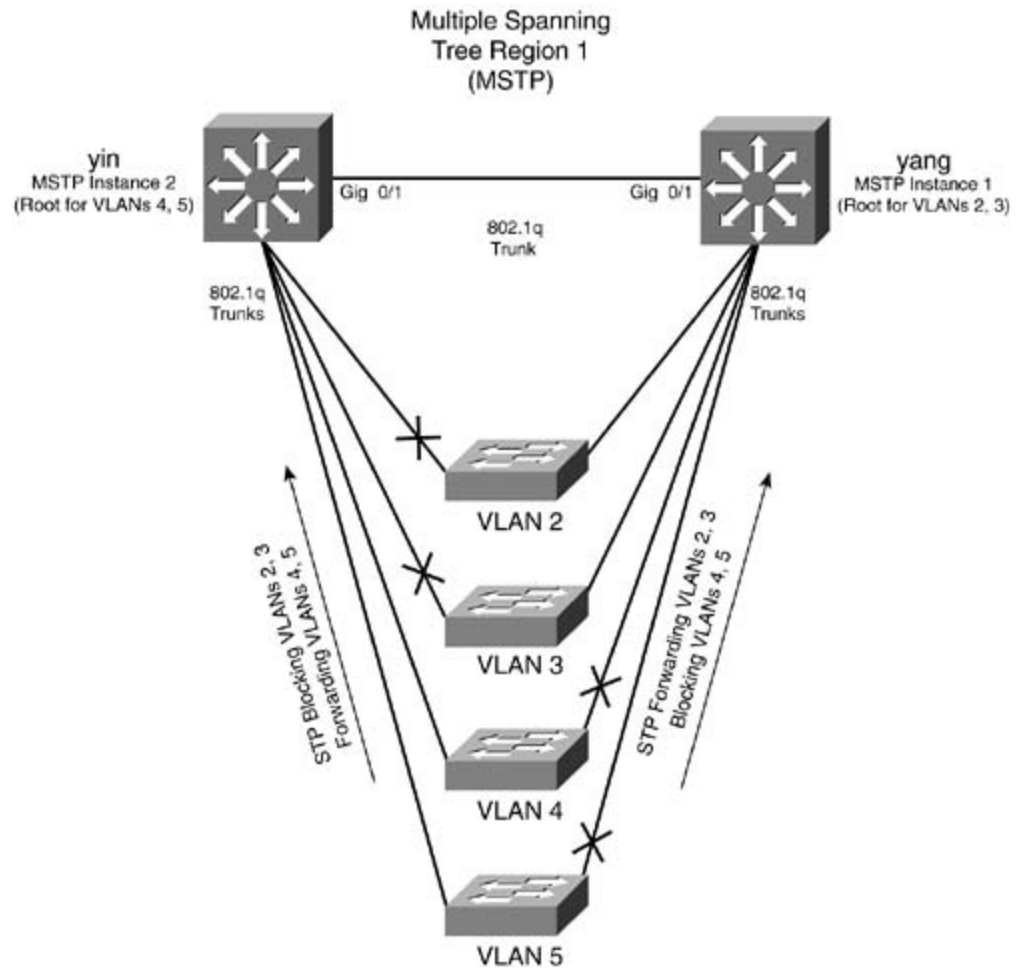 Multiple Spanning
Tree Region 1
(MSTP)
yin
MSTP Instance 2
(Root for VLANs 4, 5)
yang
MSTP Instance 1
(Root for VLANs 2, 3)
Gig 0/1
Gig 0/1
802.1q
Trunk
802.1q
Trunks
802.1q
Trunks
VLAN 2
STP Blocking VLANs 2, 3
Forwarding VLANs 4, 5
STP Forwarding VLANs 2, 3
Blocking VLANs 4, 5
VLAN 3
VLAN 4
VLAN 5